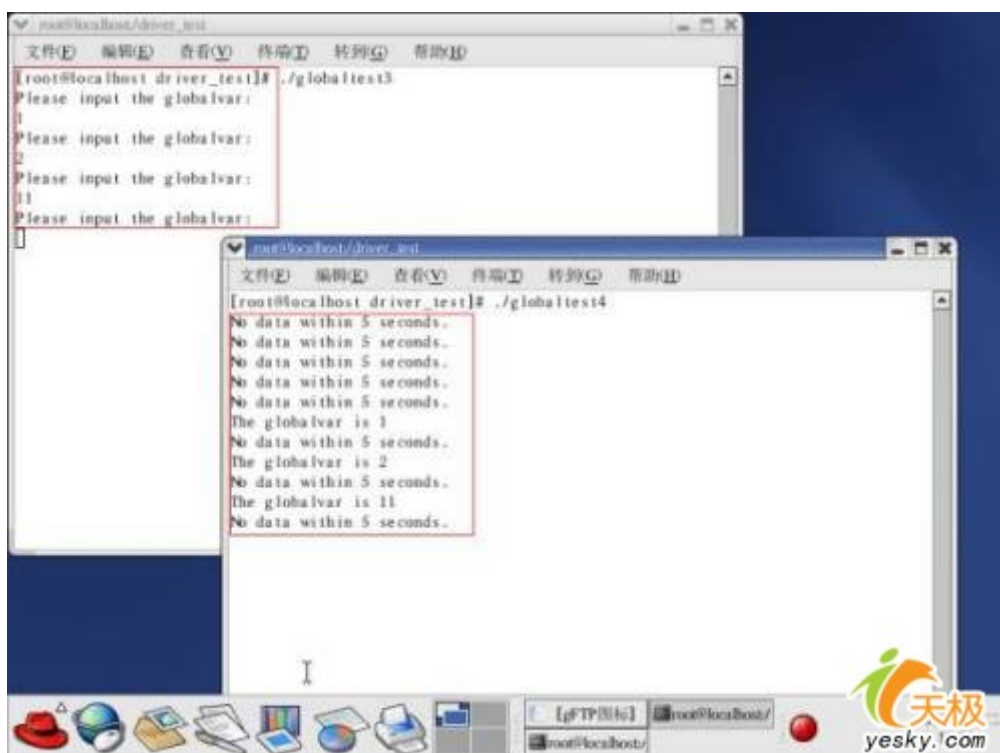 root@localhost:/driver_test
文件(F) 编辑(E) 查看(V) 终端(T) 转到(G) 帮助(H)
[root@localhost driver_test]# ./globaltest3
Please input the globalvar:
1
Please input the globalvar:
2
Please input the globalvar:
11
Please input the globalvar:
root@localhost:/driver_test
文件(F) 编辑(E) 查看(V) 终端(T) 转到(G) 帮助(H)
[root@localhost driver_test]# ./globaltest4
No data within 5 seconds.
No data within 5 seconds.
No data within 5 seconds.
No data within 5 seconds.
No data within 5 seconds.
The globalvar is 1
No data within 5 seconds.
The globalvar is 2
No data within 5 seconds.
The globalvar is 11
No data within 5 seconds.
[gFTP图标]
root@localhost:/
root@localhost:/
天极
yesky.com